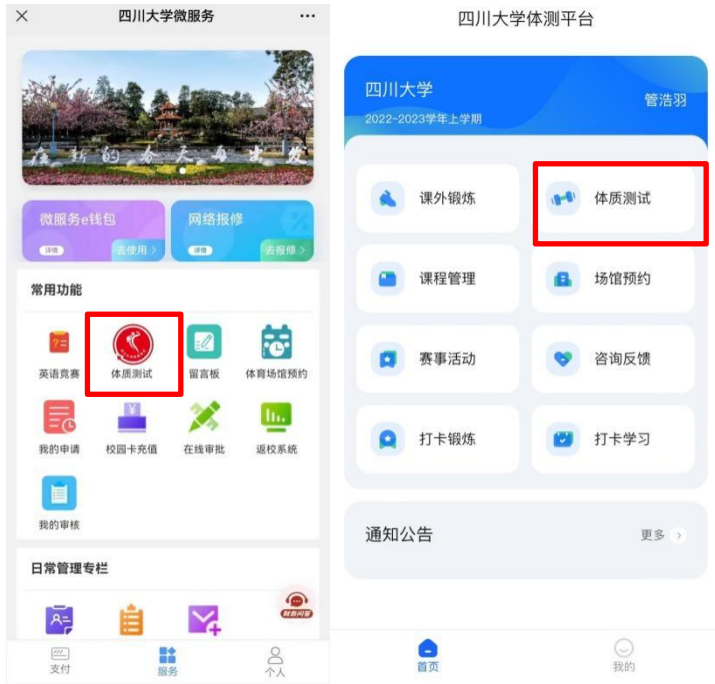 四川大学微服务
在新的春天再出发
微服务e钱包
详情
去使用 >
网络报修
详情
去报修 >
常用功能
英语竞赛
体质测试
留言板
体育场馆预约
我的申请
校园卡充值
在线审批
返校系统
我的审核
日常管理专栏
财务问答
支付
服务
个人
四川大学体测平台
四川大学
管浩羽
2022~2023学年上学期
课外锻炼
体质测试
课程管理
场馆预约
赛事活动
咨询反馈
打卡锻炼
打卡学习
通知公告
更多 >
首页
我的